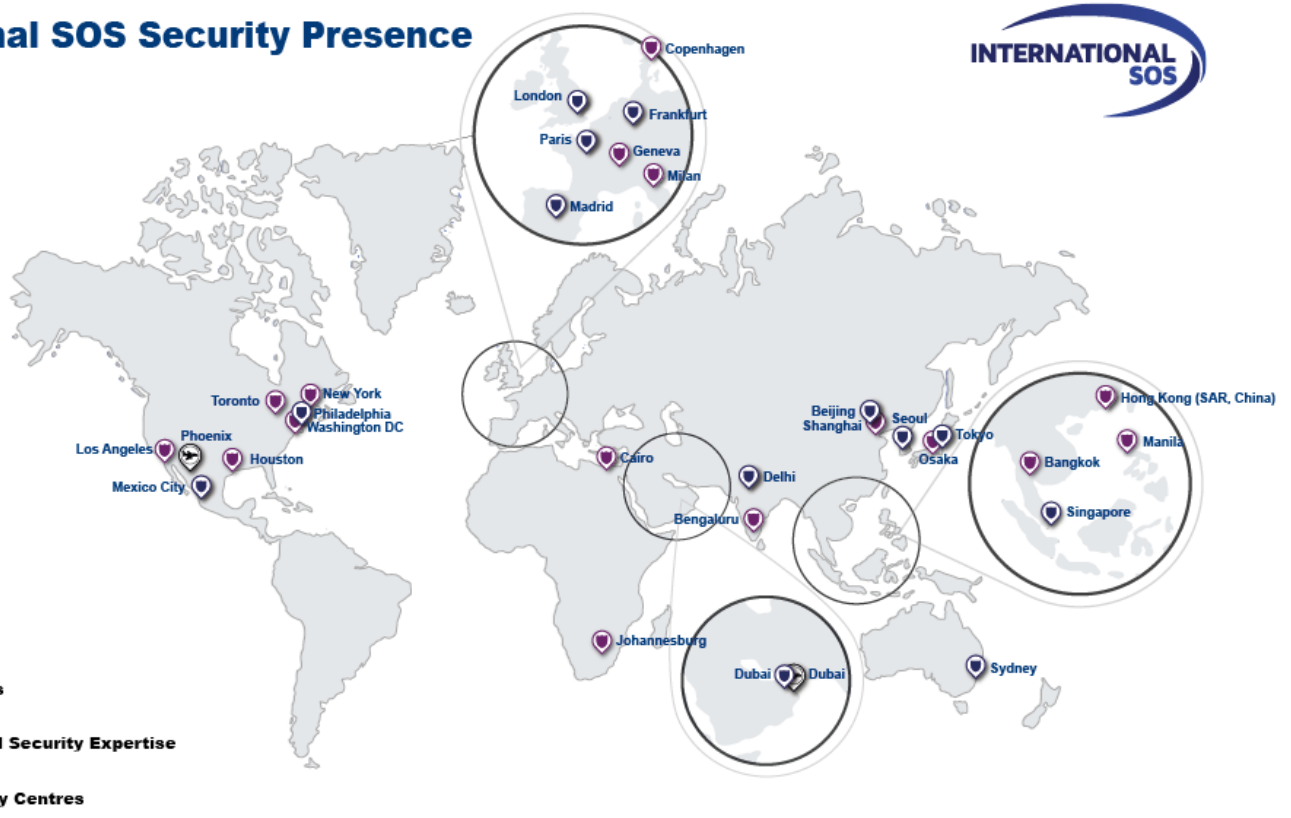 nal SOS Security Presence
INTERNATIONAL
SOS
Copenhagen
London
Frankfurt
Paris
Geneva
Milan
Madrid
Toronto
New York
Philadelphia
Washington DC
Los Angeles
Phoenix
Houston
Mexico City
Cairo
Beijing
Shanghai
Seoul
Tokyo
Osaka
Delhi
Bengaluru
Hong Kong (SAR, China)
Manila
Bangkok
Singapore
Johannesburg
Dubai
Dubai
Sydney
s
l Security Expertise
y Centres